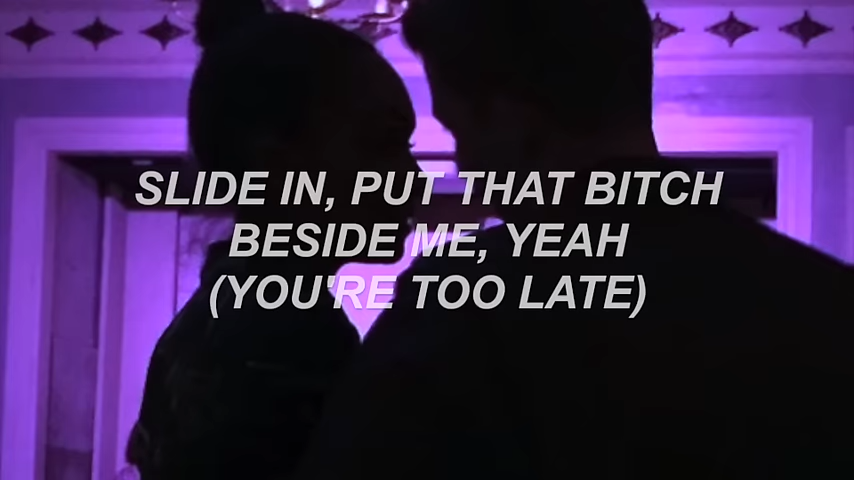 SLIDE IN, PUT THAT BITCH
BESIDE ME, YEAH
(YOU'RE TOO LATE)